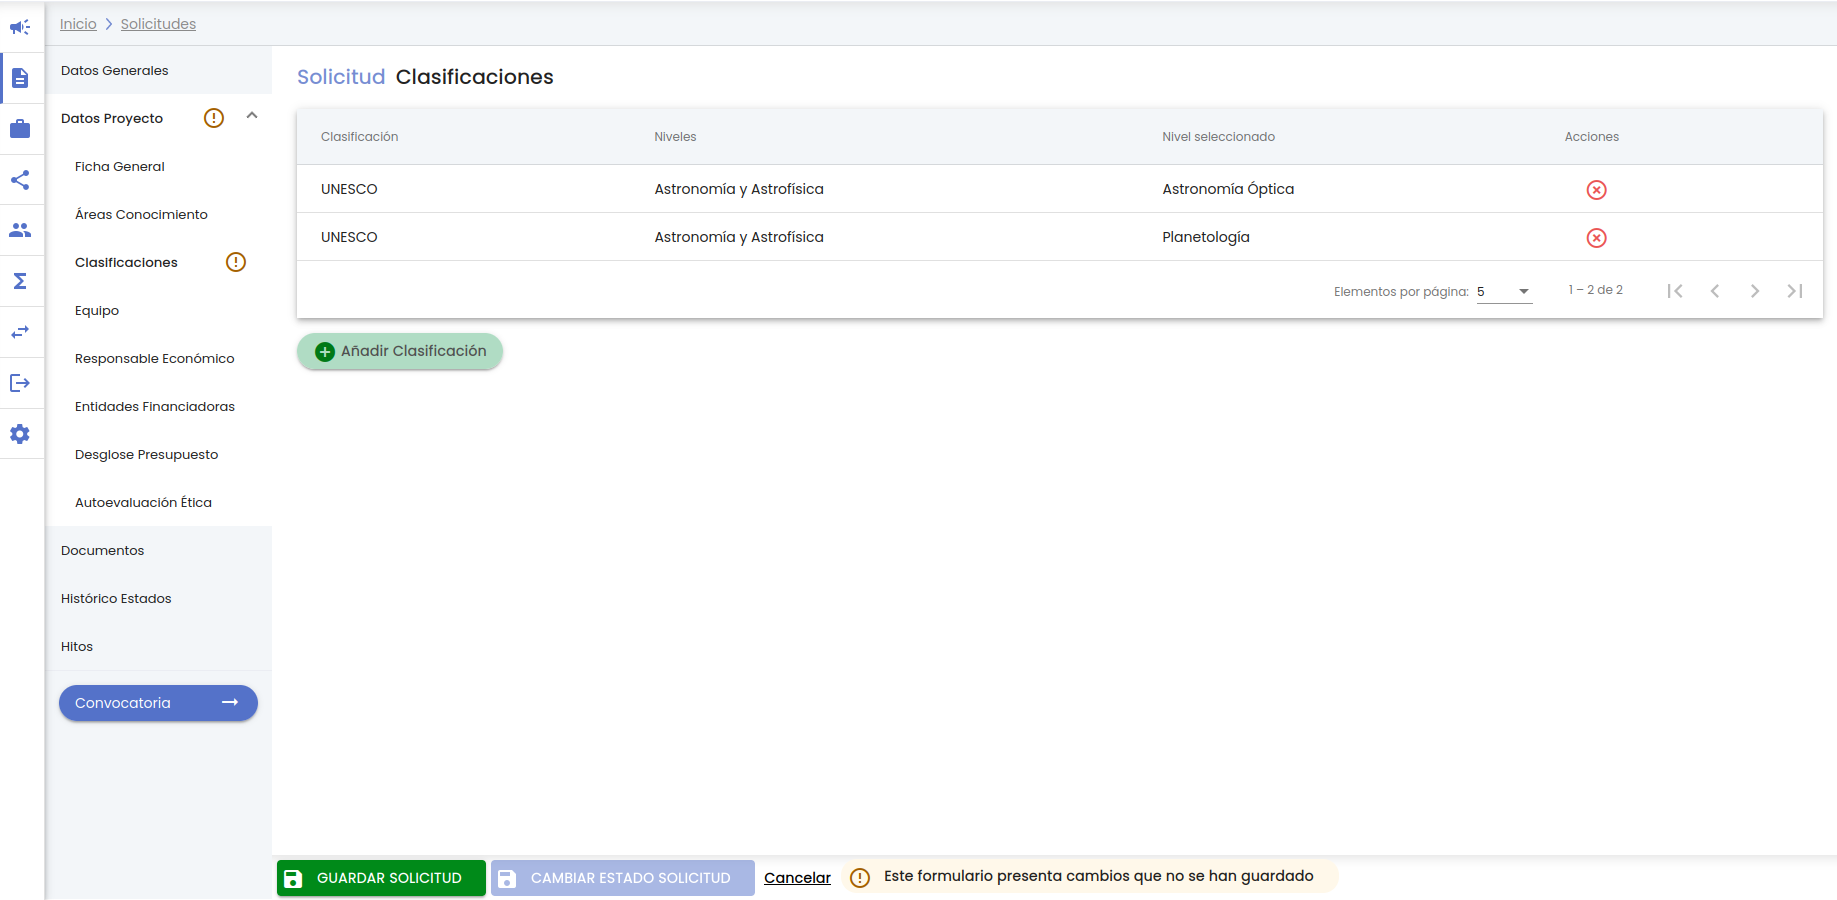 Inicio > Solicitudes
Datos Generales
Datos Proyecto
Ficha General
Áreas Conocimiento
Clasificaciones
Equipo
Responsable Económico
Entidades Financiadoras
Desglose Presupuesto
Autoevaluación Ética
Documentos
Histórico Estados
Hitos
Convocatoria
Solicitud Clasificaciones
Clasificación Niveles Nivel seleccionado Acciones
UNESCO Astronomía y Astrofísica Astronomía Óptica
UNESCO Astronomía y Astrofísica Planetología
Elementos por página: 5 1 – 2 de 2
Añadir Clasificación
GUARDAR SOLICITUD CAMBIAR ESTADO SOLICITUD Cancelar Este formulario presenta cambios que no se han guardado